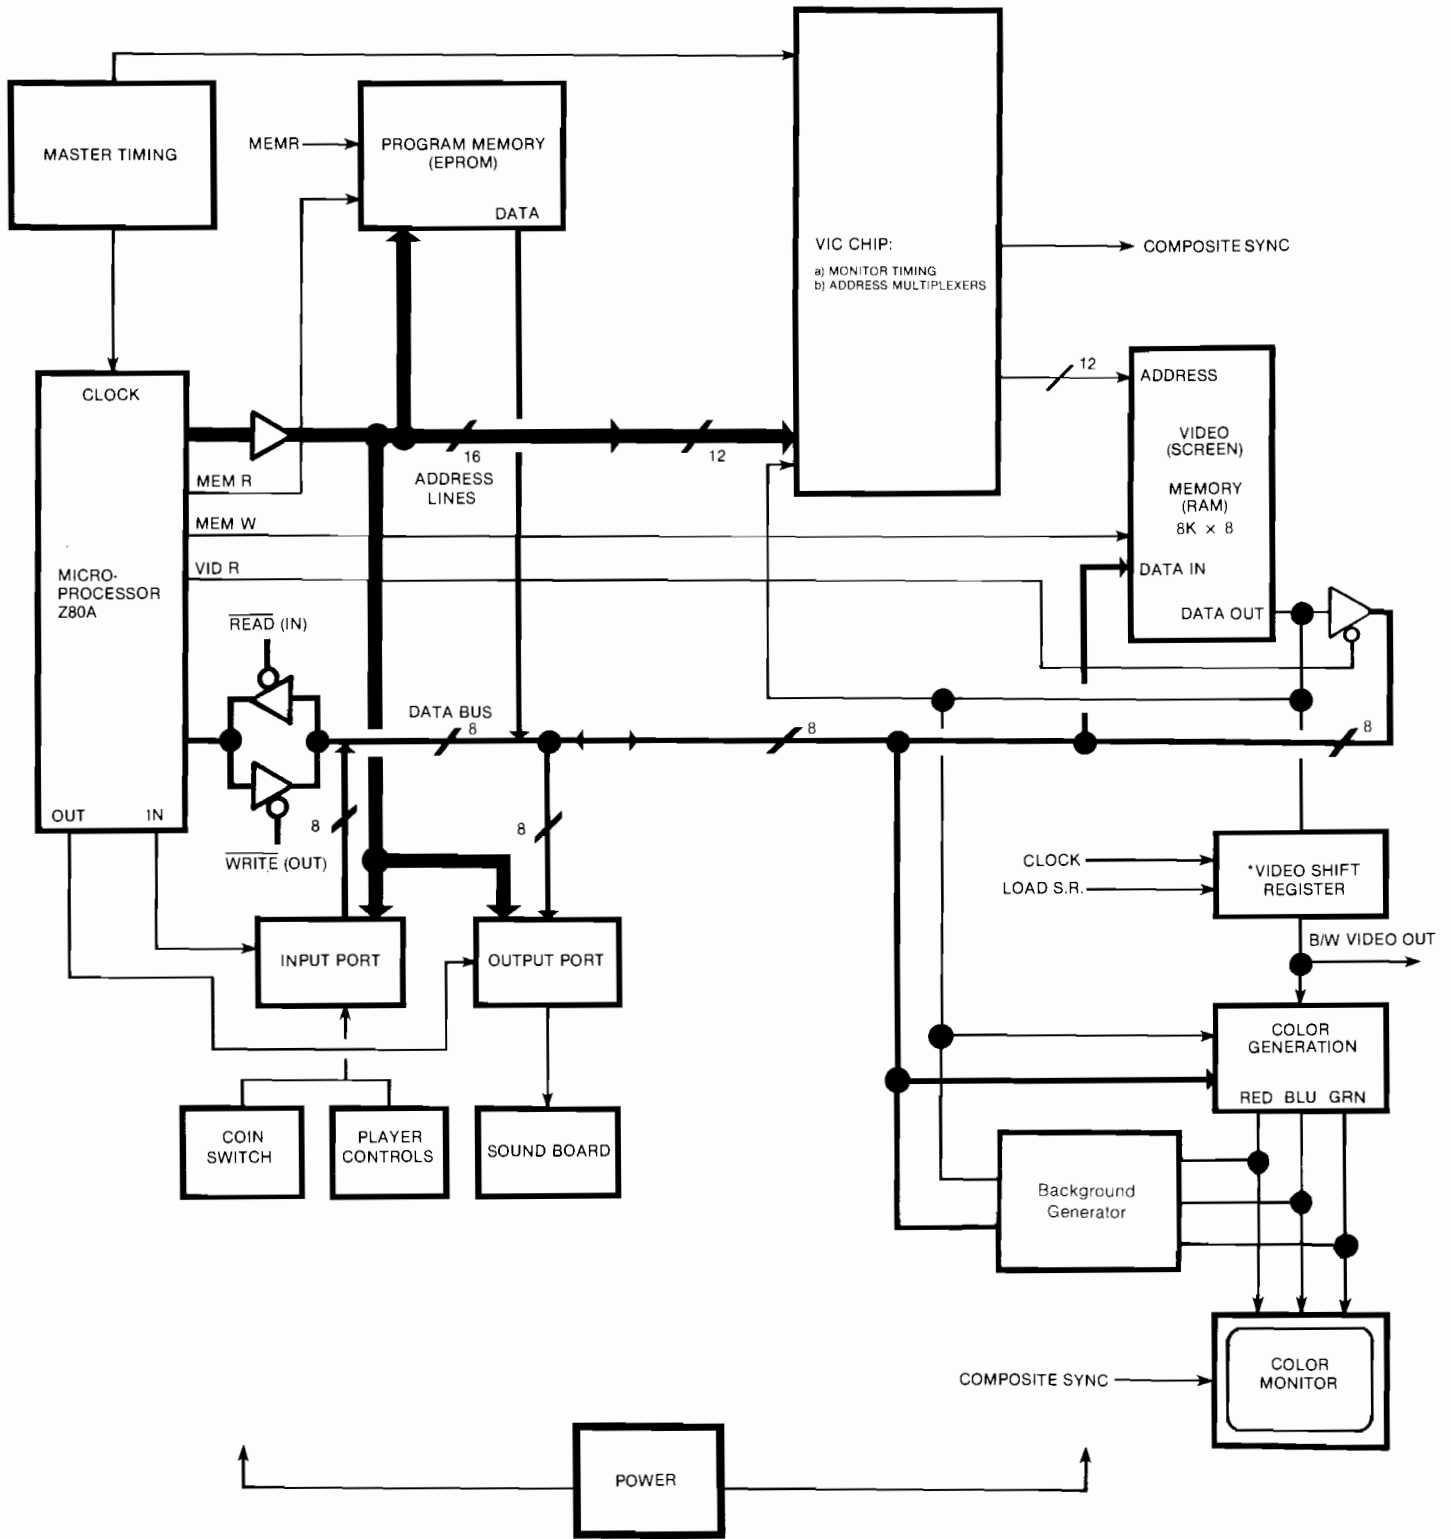 MASTER TIMING
MEMR
PROGRAM MEMORY
(EPROM)
DATA
VIC CHIP:
a) MONITOR TIMING
b) ADDRESS MULTIPLEXERS
COMPOSITE SYNC
12
ADDRESS
VIDEO
(SCREEN)
MEMORY
(RAM)
8K × 8
DATA IN
DATA OUT
CLOCK
16
12
ADDRESS
LINES
MEM R
MEM W
VID R
MICRO-
PROCESSOR
Z80A
READ (IN)
DATA BUS
8
8
8
OUT
IN
8
8
WRITE (OUT)
CLOCK
LOAD S.R.
*VIDEO SHIFT
REGISTER
B/W VIDEO OUT
INPUT PORT
OUTPUT PORT
COLOR
GENERATION
RED BLU GRN
COIN
SWITCH
PLAYER
CONTROLS
SOUND BOARD
Background
Generator
COMPOSITE SYNC
COLOR
MONITOR
POWER